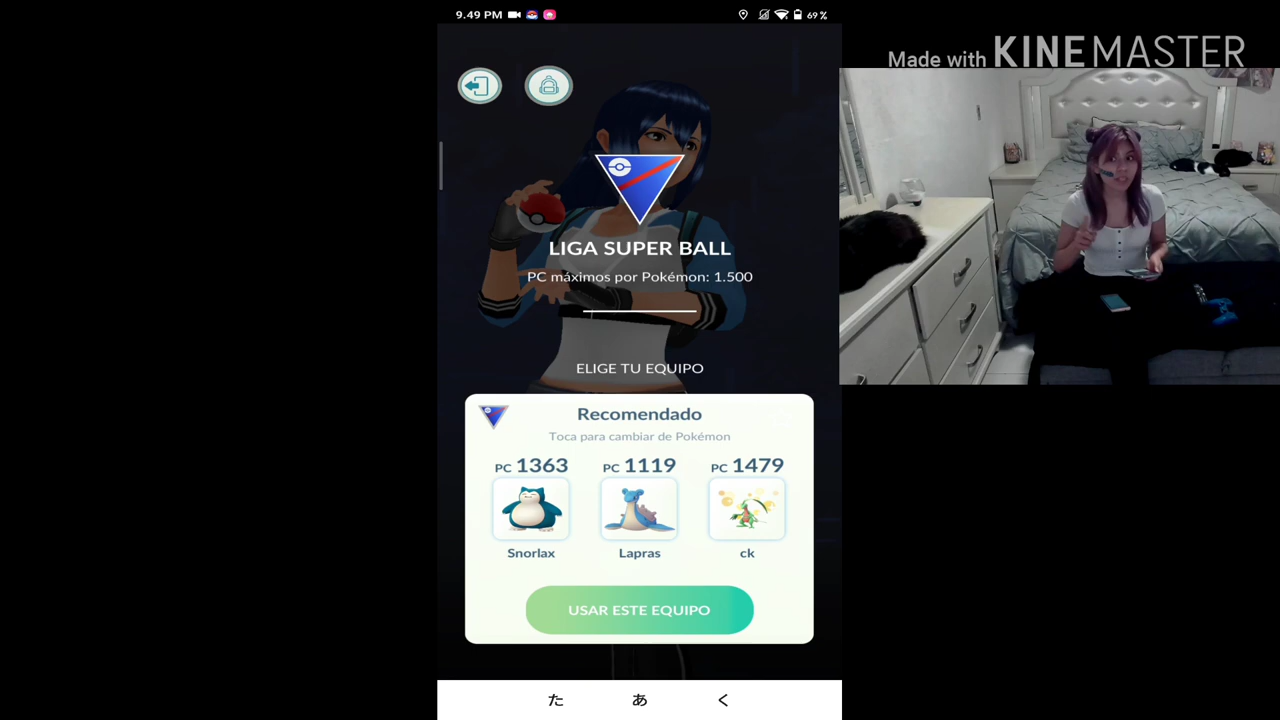 9.49 PM
69 %
Made with KINEMASTER
LIGA SUPER BALL
PC máximos por Pokémon: 1.500
ELIGE TU EQUIPO
Recomendado
Toca para cambiar de Pokémon
PC 1363 PC 1119 PC 1479
Snorlax Lapras ck
USAR ESTE EQUIPO
た あ く